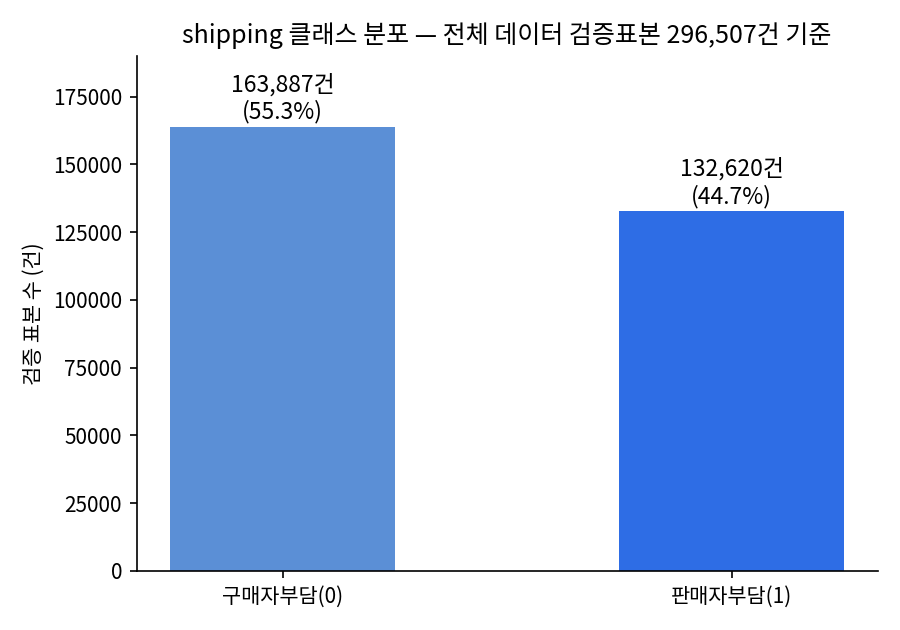 shipping 클래스 분포 — 전체 데이터 검증표본 296,507건 기준
163,887건
(55.3%)
132,620건
(44.7%)
검증 표본 수 (건)
175000
150000
125000
100000
75000
50000
25000
0
구매자부담(0)
판매자부담(1)